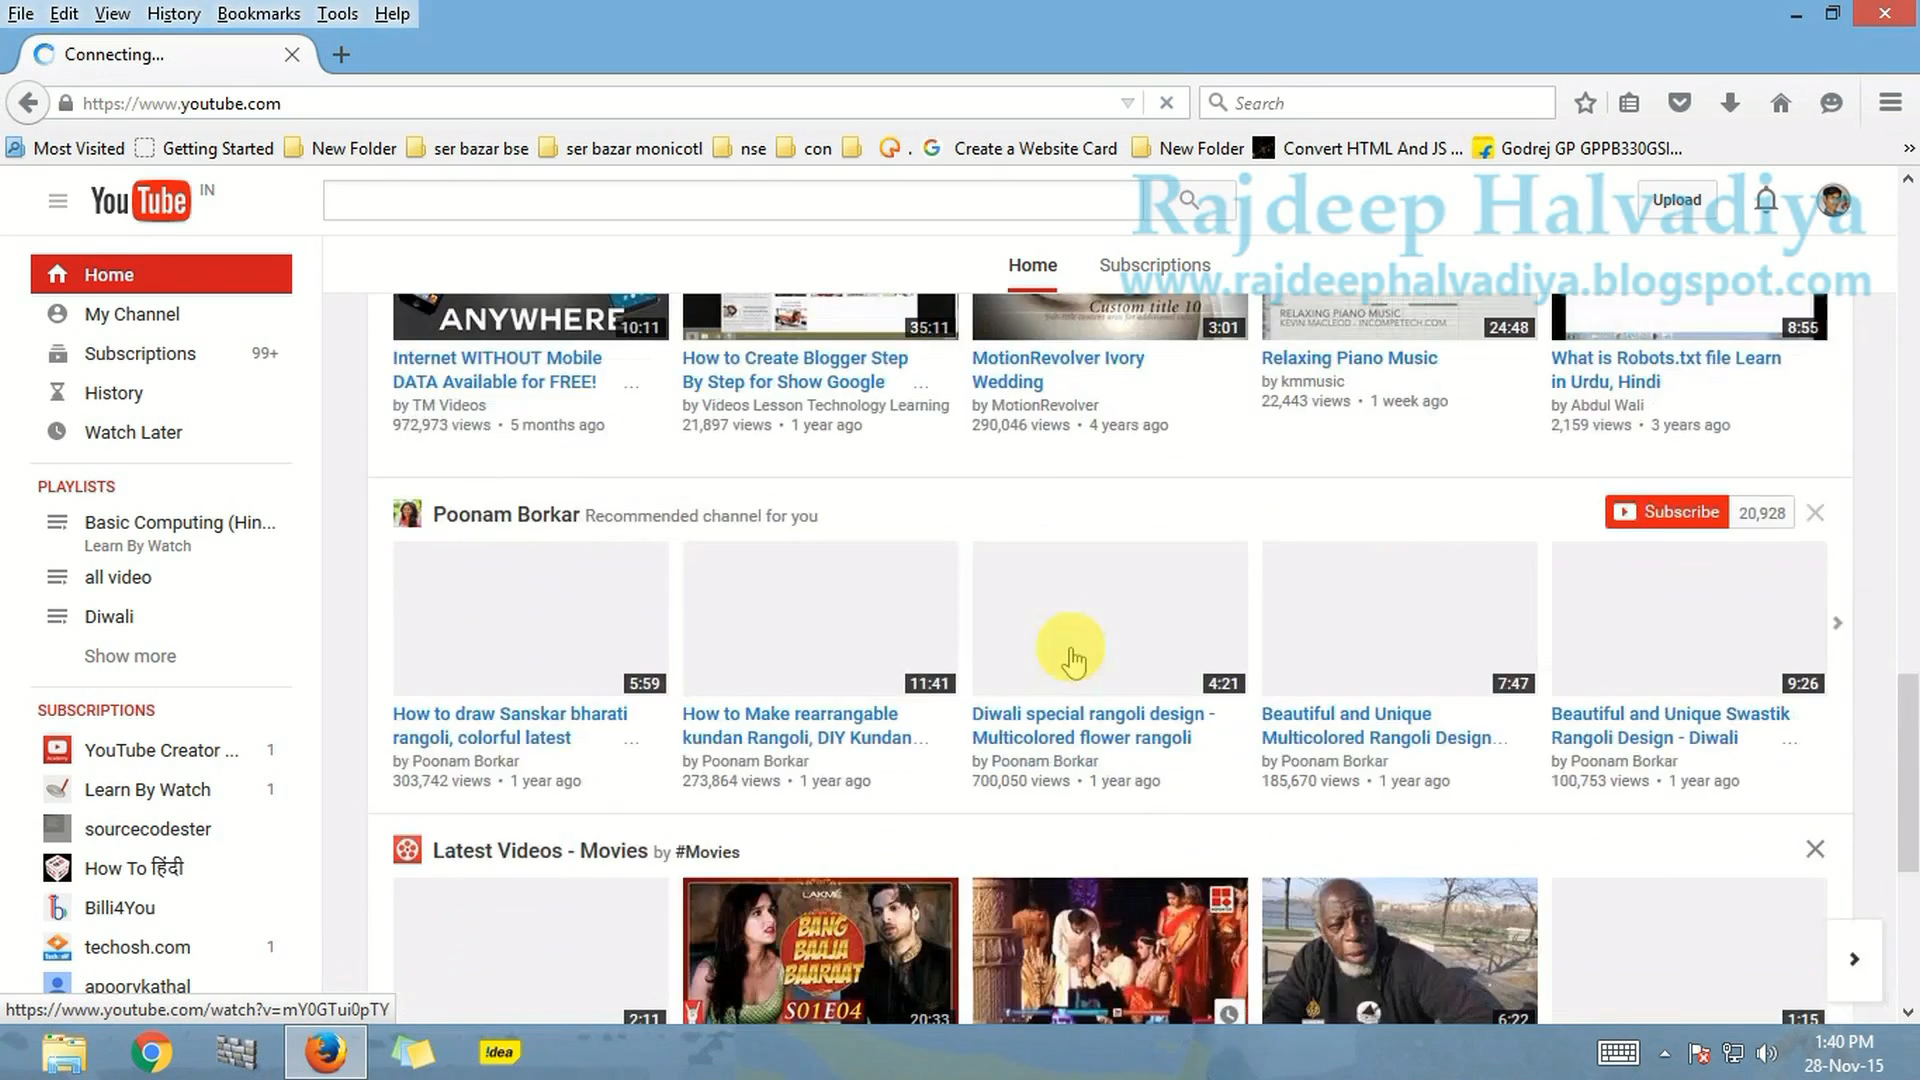 File Edit View History Bookmarks Tools Help
Connecting...
https://www.youtube.com
Search
Most Visited Getting Started New Folder ser bazar bse ser bazar monicotl nse con . Create a Website Card New Folder Convert HTML And JS ... Godrej GP GPPB330GSI... »
YouTube IN
Upload
Rajdeep Halvadiya
www.rajdeephalvadiya.blogspot.com
Home Subscriptions
Home
My Channel
Subscriptions 99+
History
Watch Later
PLAYLISTS
Basic Computing (Hin...
Learn By Watch
all video
Diwali
Show more
SUBSCRIPTIONS
YouTube Creator ... 1
Learn By Watch 1
sourcecodester
How To हिंदी
Billi4You
techosh.com 1
apoorvkathal
ANYWHERE 10:11
35:11
Custom title 10
3:01
RELAXING PIANO MUSIC
KEVIN MACLEOD - INCOMPETECH.COM
24:48
8:55
Internet WITHOUT Mobile
DATA Available for FREE! ...
by TM Videos
972,973 views • 5 months ago
How to Create Blogger Step
By Step for Show Google ...
by Videos Lesson Technology Learning
21,897 views • 1 year ago
MotionRevolver Ivory
Wedding
by MotionRevolver
290,046 views • 4 years ago
Relaxing Piano Music
by kmmusic
22,443 views • 1 week ago
What is Robots.txt file Learn
in Urdu, Hindi
by Abdul Wali
2,159 views • 3 years ago
Poonam Borkar Recommended channel for you
Subscribe 20,928
5:59
11:41
4:21
7:47
9:26
How to draw Sanskar bharati
rangoli, colorful latest ...
by Poonam Borkar
303,742 views • 1 year ago
How to Make rearrangable
kundan Rangoli, DIY Kundan...
by Poonam Borkar
273,864 views • 1 year ago
Diwali special rangoli design -
Multicolored flower rangoli
by Poonam Borkar
700,050 views • 1 year ago
Beautiful and Unique
Multicolored Rangoli Design...
by Poonam Borkar
185,670 views • 1 year ago
Beautiful and Unique Swastik
Rangoli Design - Diwali ...
by Poonam Borkar
100,753 views • 1 year ago
Latest Videos - Movies by #Movies
2:11
LAKMÉ
BANG
BAAJA
BAARAAT
S01E04
20:33
6:22
1:15
https://www.youtube.com/watch?v=mY0GTui0pTY
!dea
1:40 PM
28-Nov-15